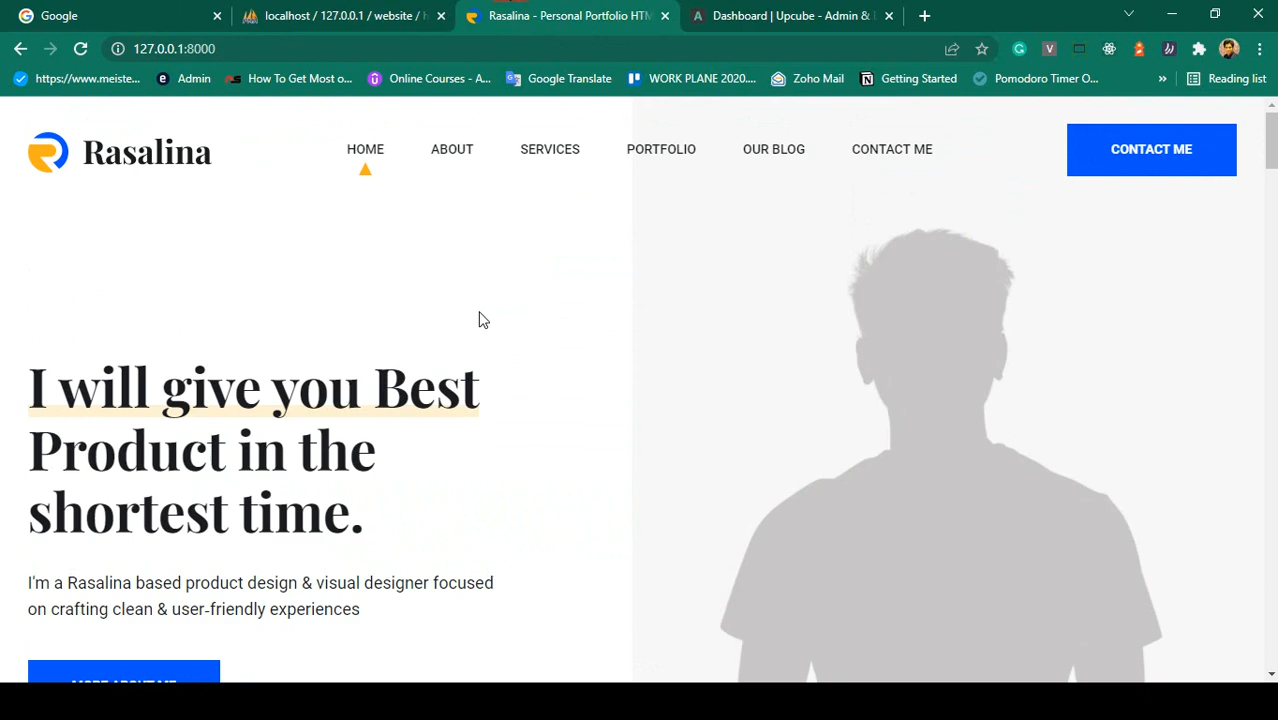 Google
localhost / 127.0.0.1 / website / h
Rasalina - Personal Portfolio HTM
Dashboard | Upcube - Admin &
127.0.0.1:8000
https://www.meiste...
Admin
How To Get Most o...
Online Courses - A...
Google Translate
WORK PLANE 2020....
Zoho Mail
Getting Started
Pomodoro Timer O...
»
Reading list
Rasalina
HOME
ABOUT
SERVICES
PORTFOLIO
OUR BLOG
CONTACT ME
CONTACT ME
I will give you Best
Product in the
shortest time.
I'm a Rasalina based product design & visual designer focused
on crafting clean & user-friendly experiences
MORE ABOUT ME